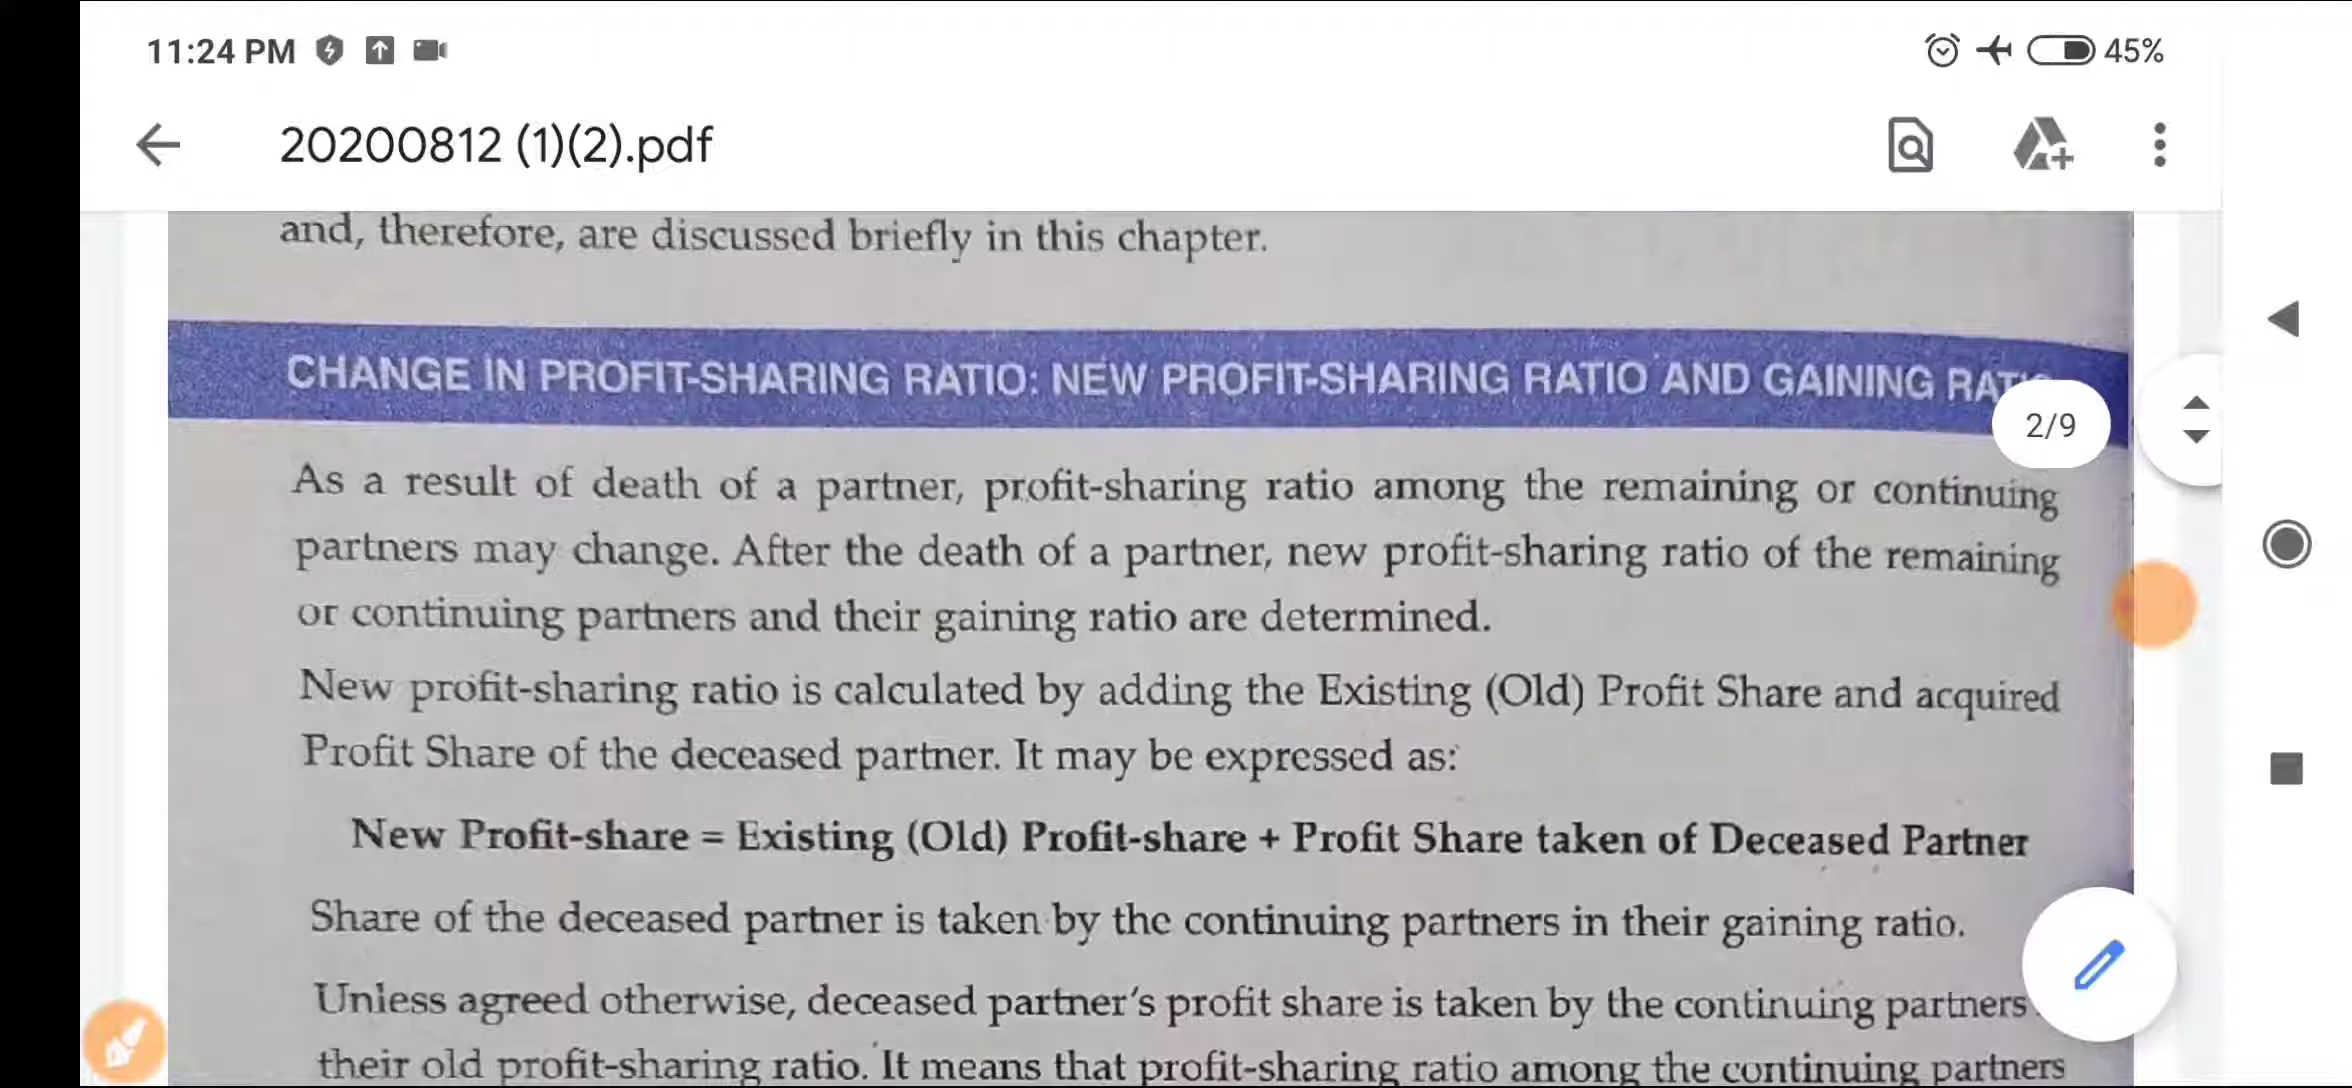 11:24 PM 45%
20200812 (1)(2).pdf
and, therefore, are discussed briefly in this chapter.
CHANGE IN PROFIT-SHARING RATIO: NEW PROFIT-SHARING RATIO AND GAINING
2/9
As a result of death of a partner, profit-sharing ratio among the remaining or continuing
partners may change. After the death of a partner, new profit-sharing ratio of the remaining
or continuing partners and their gaining ratio are determined.
New profit-sharing ratio is calculated by adding the Existing (Old) Profit Share and acquired
Profit Share of the deceased partner. It may be expressed as:
New Profit-share = Existing (Old) Profit-share + Profit Share taken of Deceased Partner
Share of the deceased partner is taken by the continuing partners in their gaining ratio.
Unless agreed otherwise, deceased partner's profit share is taken by the continuing partners
their old profit-sharing ratio. It means that profit-sharing ratio among the continuing partners